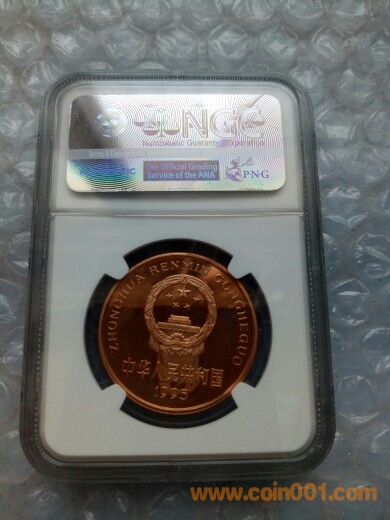 NGC
Numismatic Guaranty Corporation
The Official Grading
Service of the ANA
PNG
ZHONGHUA RENMIN GONGHEGUO
中华人民共和国
1995
www.coin001.com